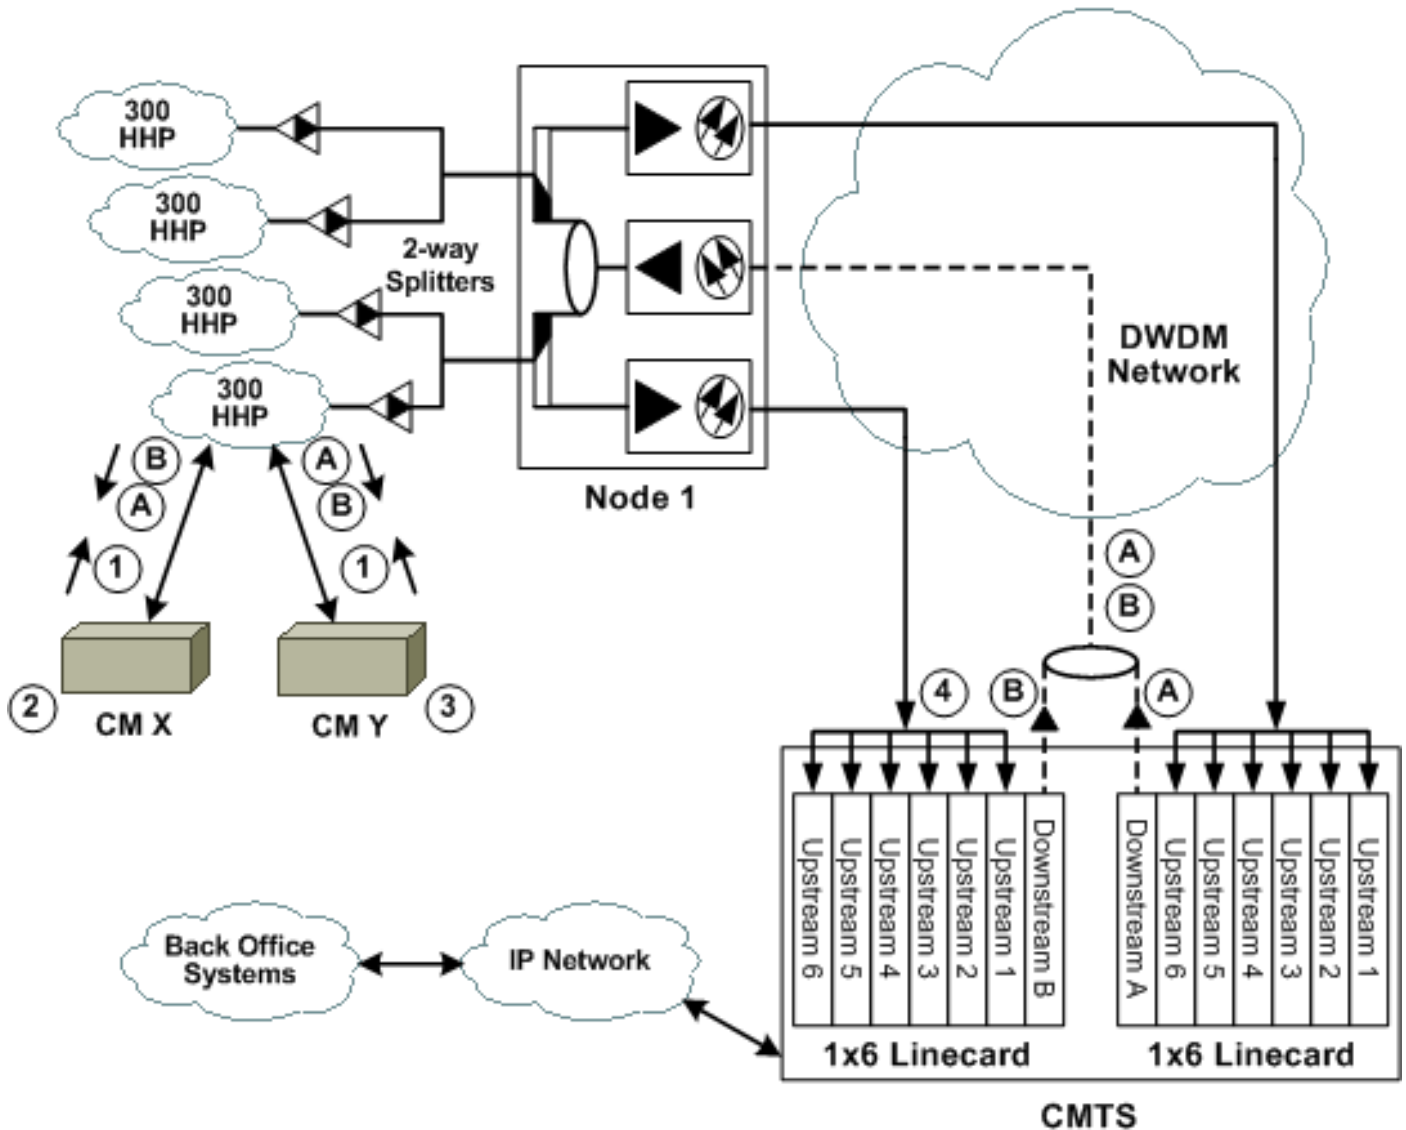 300
HHP
300
HHP
300
HHP
300
HHP
2-way
Splitters
Node 1
DWDM
Network
B
A
1
A
B
1
A
B
2
CM X
CM Y
3
4
B
A
Upstream 6
Upstream 5
Upstream 4
Upstream 3
Upstream 2
Upstream 1
Downstream B
Downstream A
Upstream 6
Upstream 5
Upstream 4
Upstream 3
Upstream 2
Upstream 1
1x6 Linecard
1x6 Linecard
CMTS
Back Office
Systems
IP Network